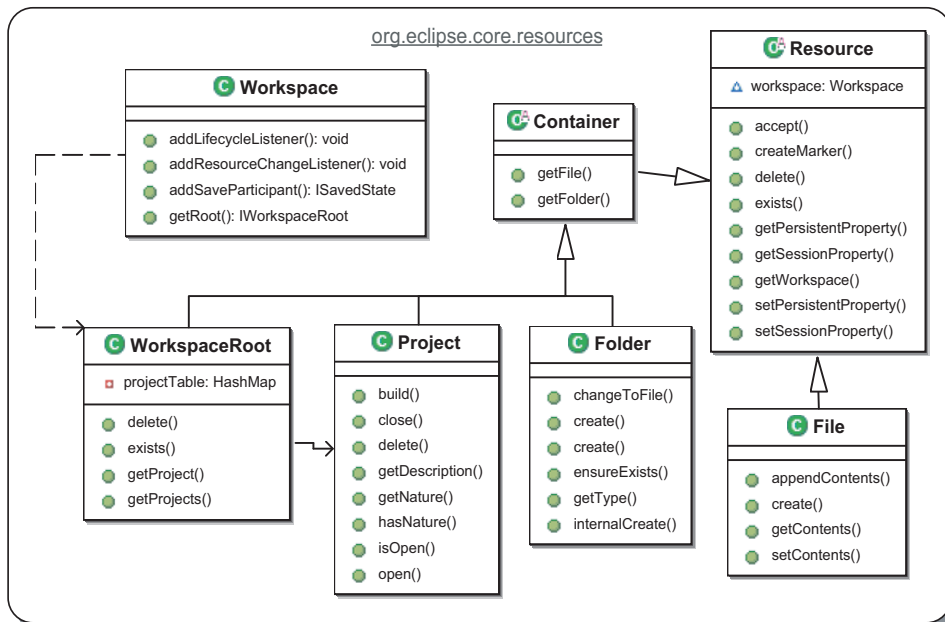 org.eclipse.core.resources
Workspace
addLifecycleListener(): void
addResourceChangeListener(): void
addSaveParticipant(): ISavedState
getRoot(): IWorkspaceRoot
Container
getFile()
getFolder()
Resource
workspace: Workspace
accept()
createMarker()
delete()
exists()
getPersistentProperty()
getSessionProperty()
getWorkspace()
setPersistentProperty()
setSessionProperty()
WorkspaceRoot
projectTable: HashMap
delete()
exists()
getProject()
getProjects()
Project
build()
close()
delete()
getDescription()
getNature()
hasNature()
isOpen()
open()
Folder
changeToFile()
create()
create()
ensureExists()
getType()
internalCreate()
File
appendContents()
create()
getContents()
setContents()